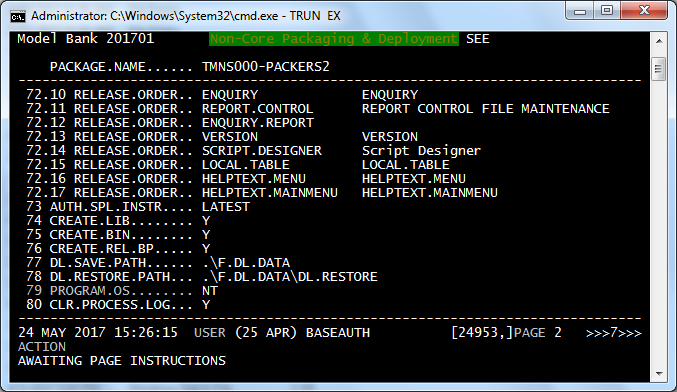 Administrator: C:\Windows\System32\cmd.exe - TRUN EX
Model Bank 201701 Non-Core Packaging & Deployment SEE
PACKAGE.NAME...... TMNS000-PACKERS2
72.10 RELEASE.ORDER.. ENQUIRY ENQUIRY
72.11 RELEASE.ORDER.. REPORT.CONTROL REPORT CONTROL FILE MAINTENANCE
72.12 RELEASE.ORDER.. ENQUIRY.REPORT
72.13 RELEASE.ORDER.. VERSION VERSION
72.14 RELEASE.ORDER.. SCRIPT.DESIGNER Script Designer
72.15 RELEASE.ORDER.. LOCAL.TABLE LOCAL.TABLE
72.16 RELEASE.ORDER.. HELPTEXT.MENU HELPTEXT.MENU
72.17 RELEASE.ORDER.. HELPTEXT.MAINMENU HELPTEXT.MAINMENU
73 AUTH.SPL.INSTR.... LATEST
74 CREATE.LIB........ Y
75 CREATE.BIN........ Y
76 CREATE.REL.BP..... Y
77 DL.SAVE.PATH...... .\F.DL.DATA
78 DL.RESTORE.PATH... .\F.DL.DATA\DL.RESTORE
79 PROGRAM.OS........ NT
80 CLR.PROCESS.LOG... Y
24 MAY 2017 15:26:15 USER (25 APR) BASEAUTH [24953,]PAGE 2 >>>7>>>
ACTION
AWAITING PAGE INSTRUCTIONS